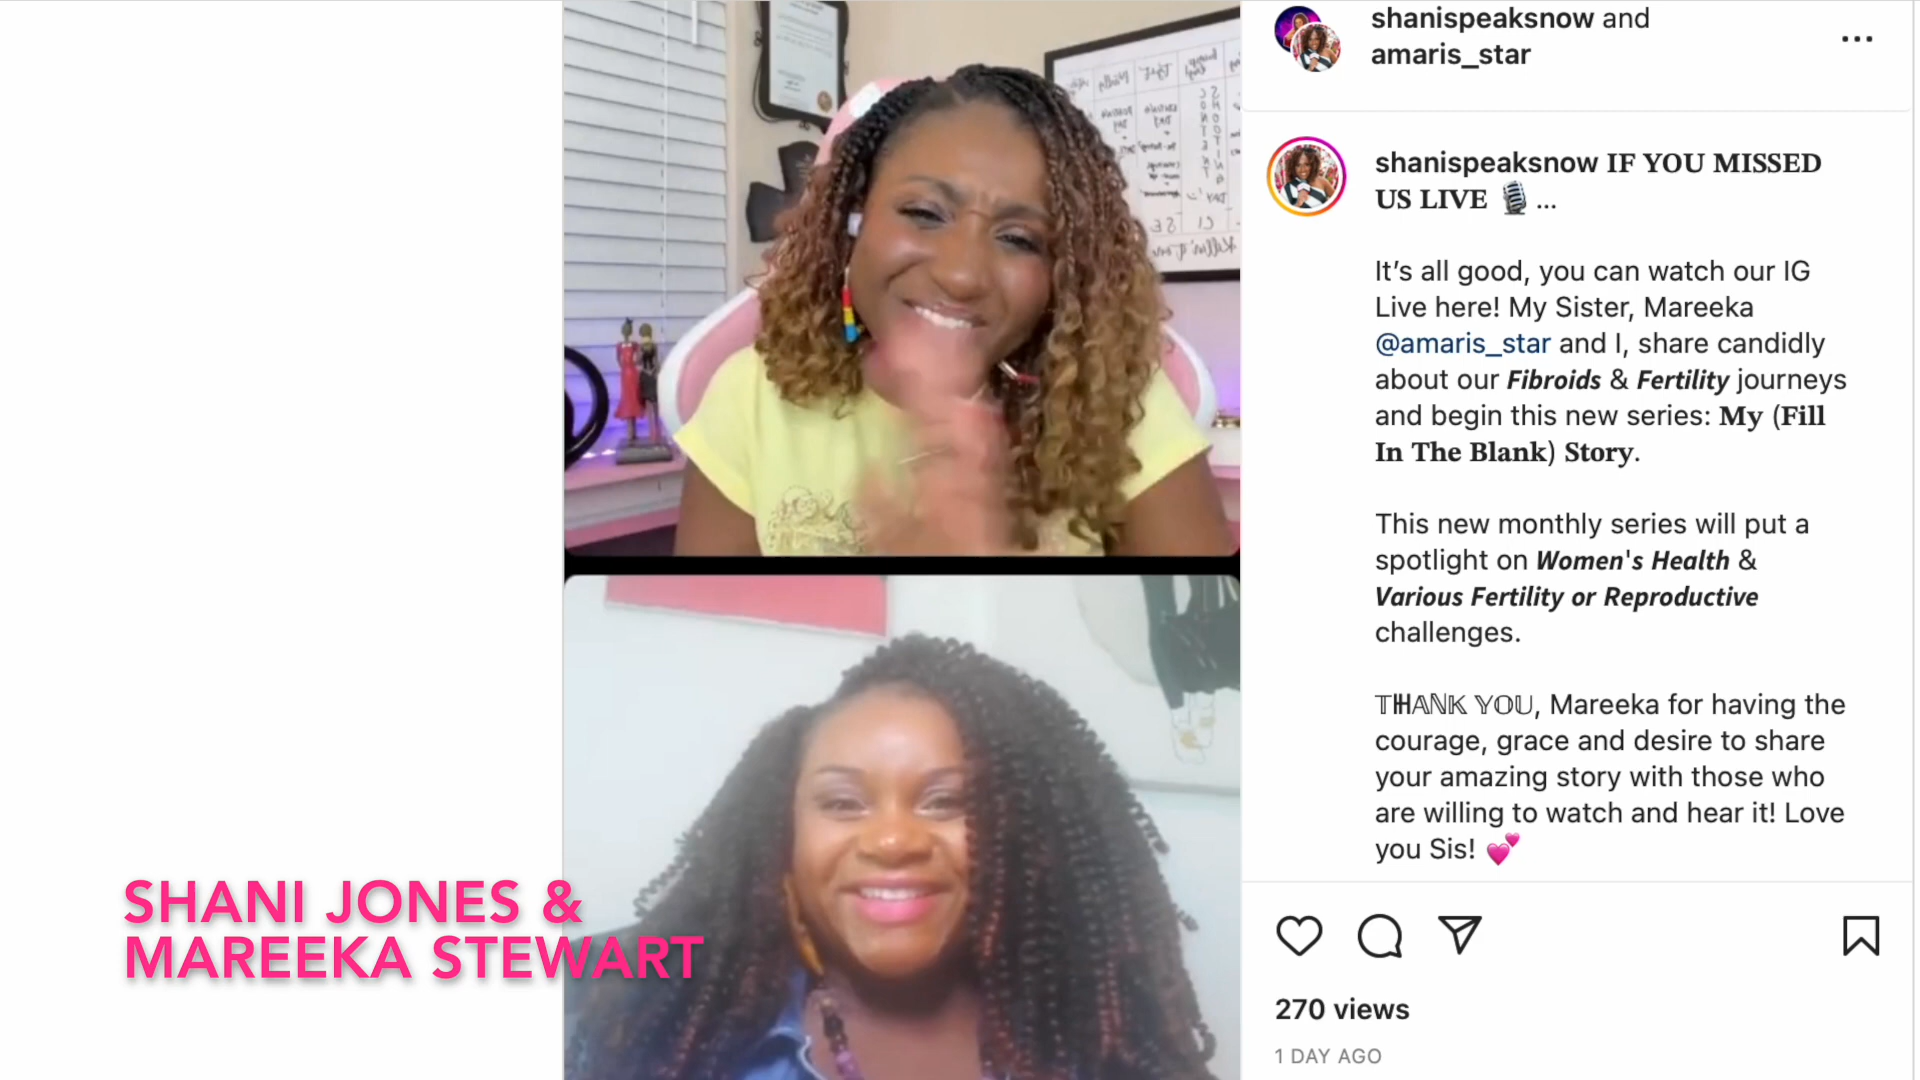 shanispeaksnow and
amaris_star
shanispeaksnow IF YOU MISSED
US LIVE 🎙️ ...
It’s all good, you can watch our IG
Live here! My Sister, Mareeka
@amaris_star and I, share candidly
about our Fibroids & Fertility journeys
and begin this new series: My (Fill
In The Blank) Story.
This new monthly series will put a
spotlight on Women's Health &
Various Fertility or Reproductive
challenges.
THANK YOU, Mareeka for having the
courage, grace and desire to share
your amazing story with those who
are willing to watch and hear it! Love
you Sis! 💕
SHANI JONES &
MAREEKA STEWART
270 views
1 DAY AGO